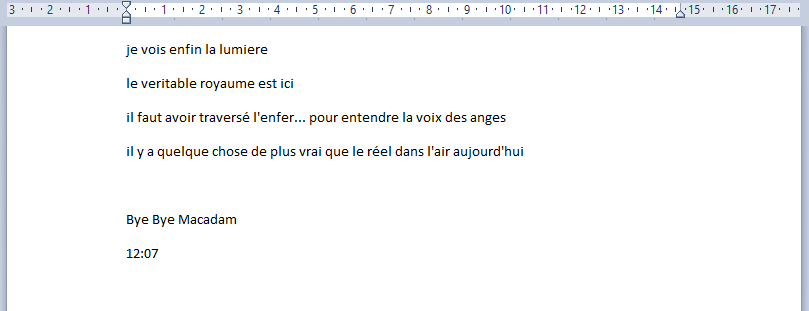 3 2 1 1 2 3 4 5 6 7 8 9 10 11 12 13 14 15 16 17
je vois enfin la lumiere
le veritable royaume est ici
il faut avoir traversé l'enfer... pour entendre la voix des anges
il y a quelque chose de plus vrai que le réel dans l'air aujourd'hui
Bye Bye Macadam
12:07